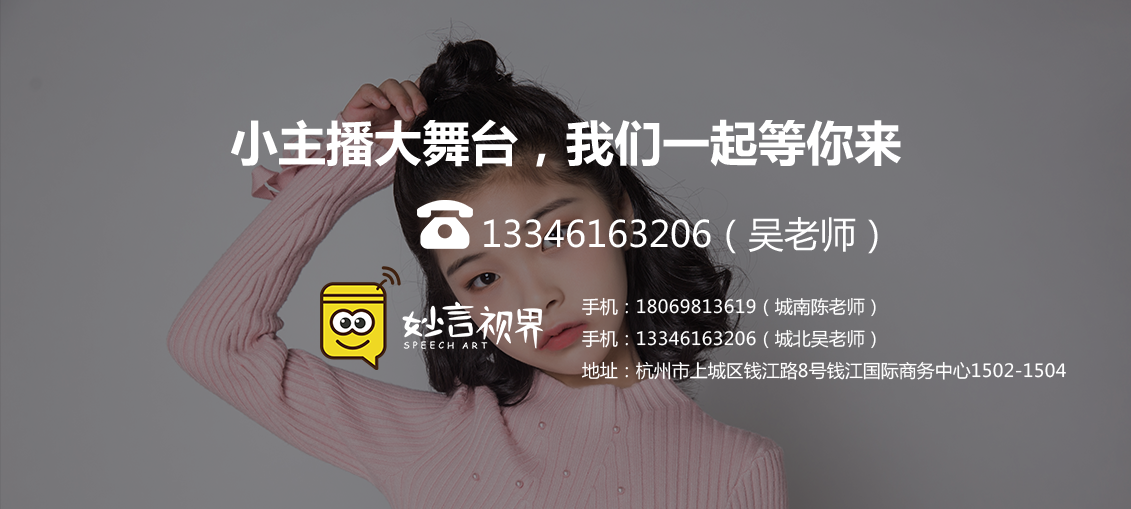 小主播大舞台，我们一起等你来
13346163206（吴老师）
妙言视界
SPEECH ART
手机：18069813619（城南陈老师）
手机：13346163206（城北吴老师）
地址：杭州市上城区钱江路8号钱江国际商务中心1502-1504